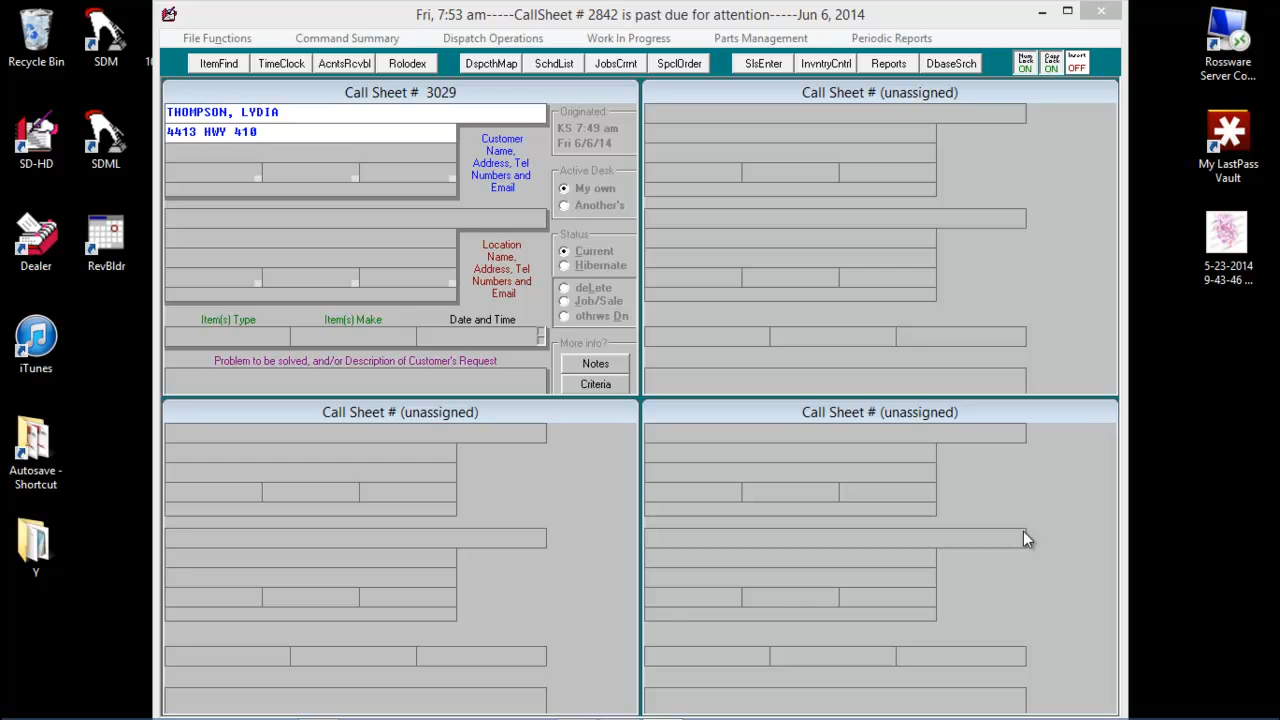 Fri, 7:53 am-----CallSheet # 2842 is past due for attention-----Jun 6, 2014
File Functions Command Summary Dispatch Operations Work In Progress Parts Management Periodic Reports
ItemFind TimeClock AcntsPaybl Rolodex DspcthMap SchdList JobsCrrnt SpclOrder SlsEnter InvntryCntrl Reports DbaseSrch
Num Lock ON
Caps Lock ON
Insert OFF
Call Sheet # 3029
THOMPSON, LYDIA
4413 HWY 410
Customer
Name,
Address, Tel
Numbers and
Email
Location
Name,
Address, Tel
Numbers and
Email
Item(s) Type Item(s) Make Date and Time
Problem to be solved, and/or Description of Customer's Request
Originated:
KS 7:49 am
Fri 6/6/14
Active Desk
My own
Another's
Status
Current
Hibernate
deLete
Job/Sale
othrws Dn
More info?
Notes
Criteria
Call Sheet # (unassigned)
Call Sheet # (unassigned)
Call Sheet # (unassigned)
Recycle Bin
SDM
10
SD-HD
SDML
Dealer
RevBldr
iTunes
Autosave -
Shortcut
Y
Rossware
Server Co...
My LastPass
Vault
5-23-2014
9-43-46 ...